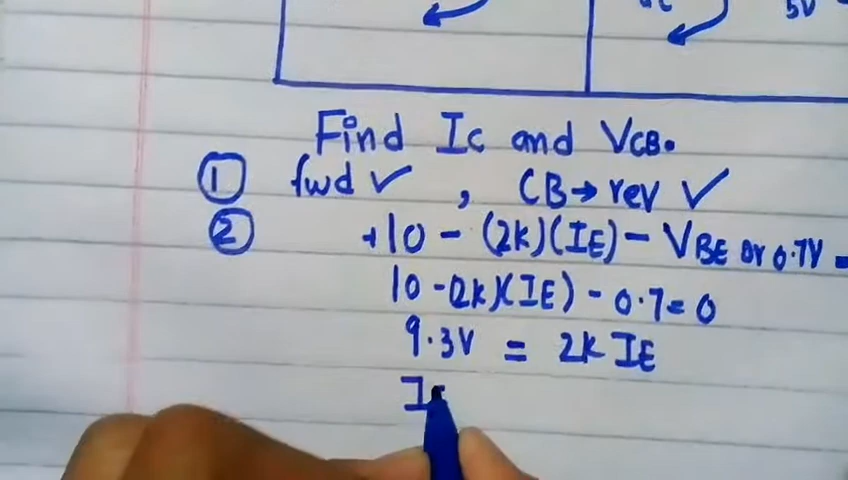 5V
Find Ic and VCB.
① fwd ✓, CB→rev ✓
② +10 - (2K)(IE) - VBE or 0.7V =
10 - (2K)(IE) - 0.7 = 0
9.3V = 2K IE